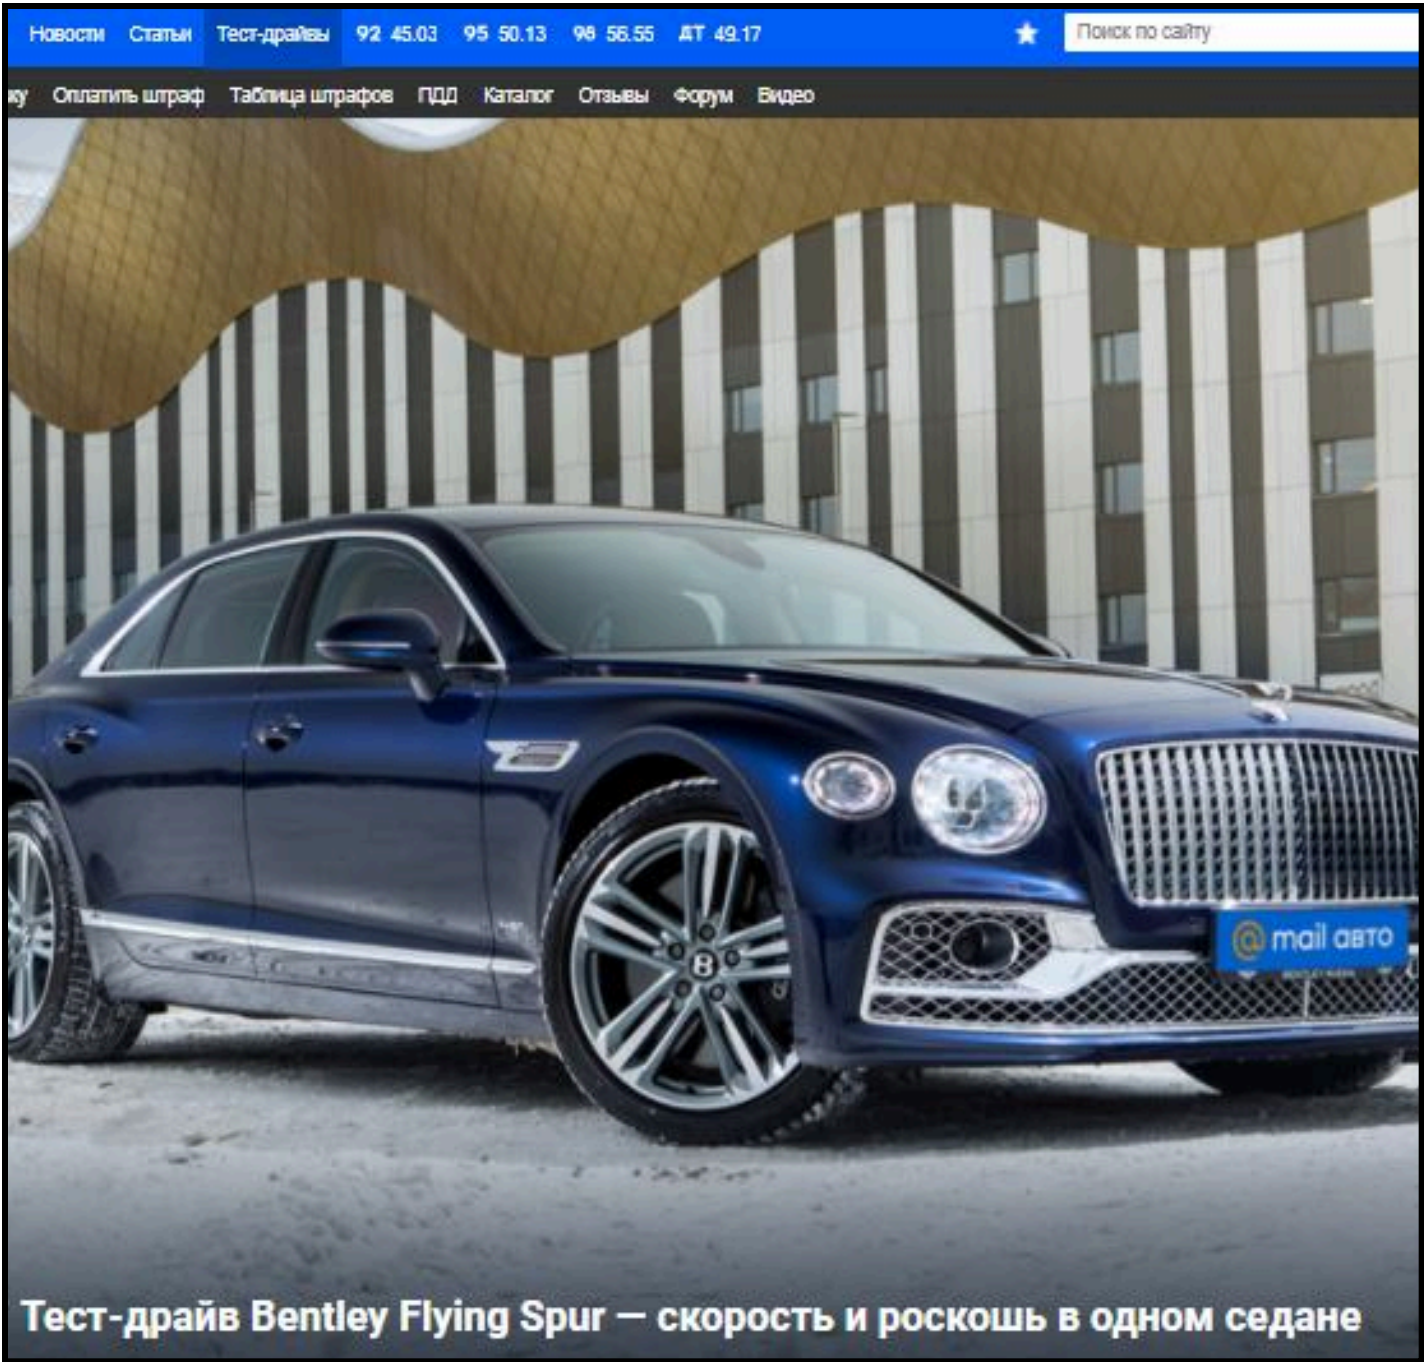 Новости Статьи Тест-драйвы 92 45.03 95 50.13 98 56.55 ДТ 49.17 Поиск по сайту
Оплатить штраф Таблица штрафов ПДД Каталог Отзывы Форум Видео
@mail авто
B
Тест-драйв Bentley Flying Spur — скорость и роскошь в одном седане